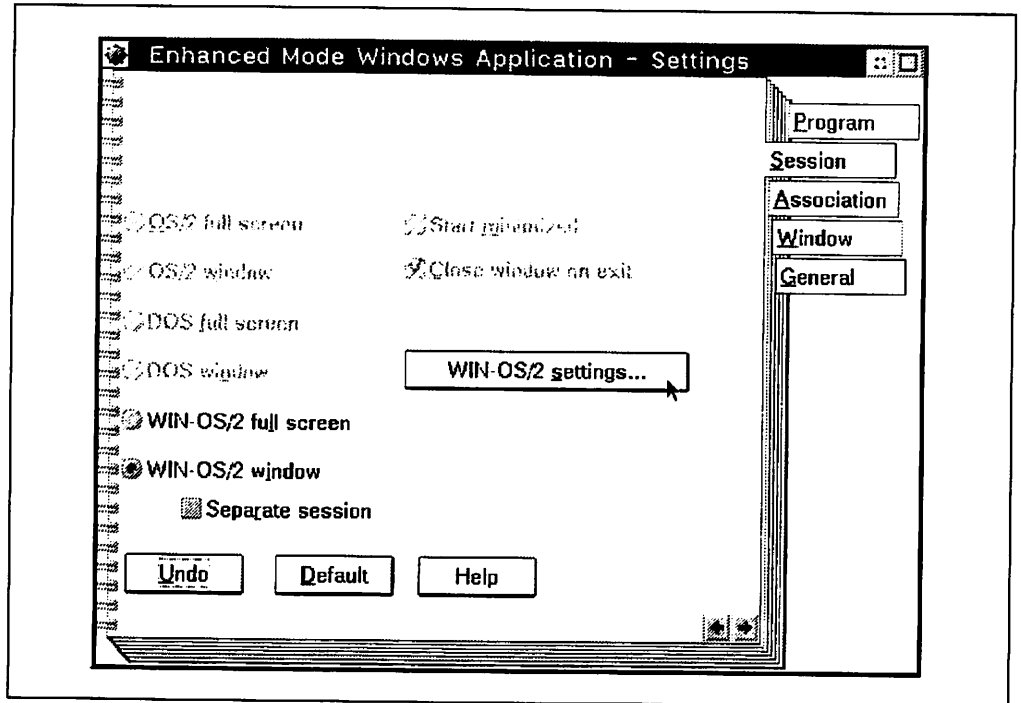 Enhanced Mode Windows Application - Settings
Program
Session
Association
Window
General
OS/2 full screen
Start minimized
OS/2 window
Close window on exit
DOS full screen
DOS window
WIN-OS/2 settings...
WIN-OS/2 full screen
WIN-OS/2 window
Separate session
Undo
Default
Help